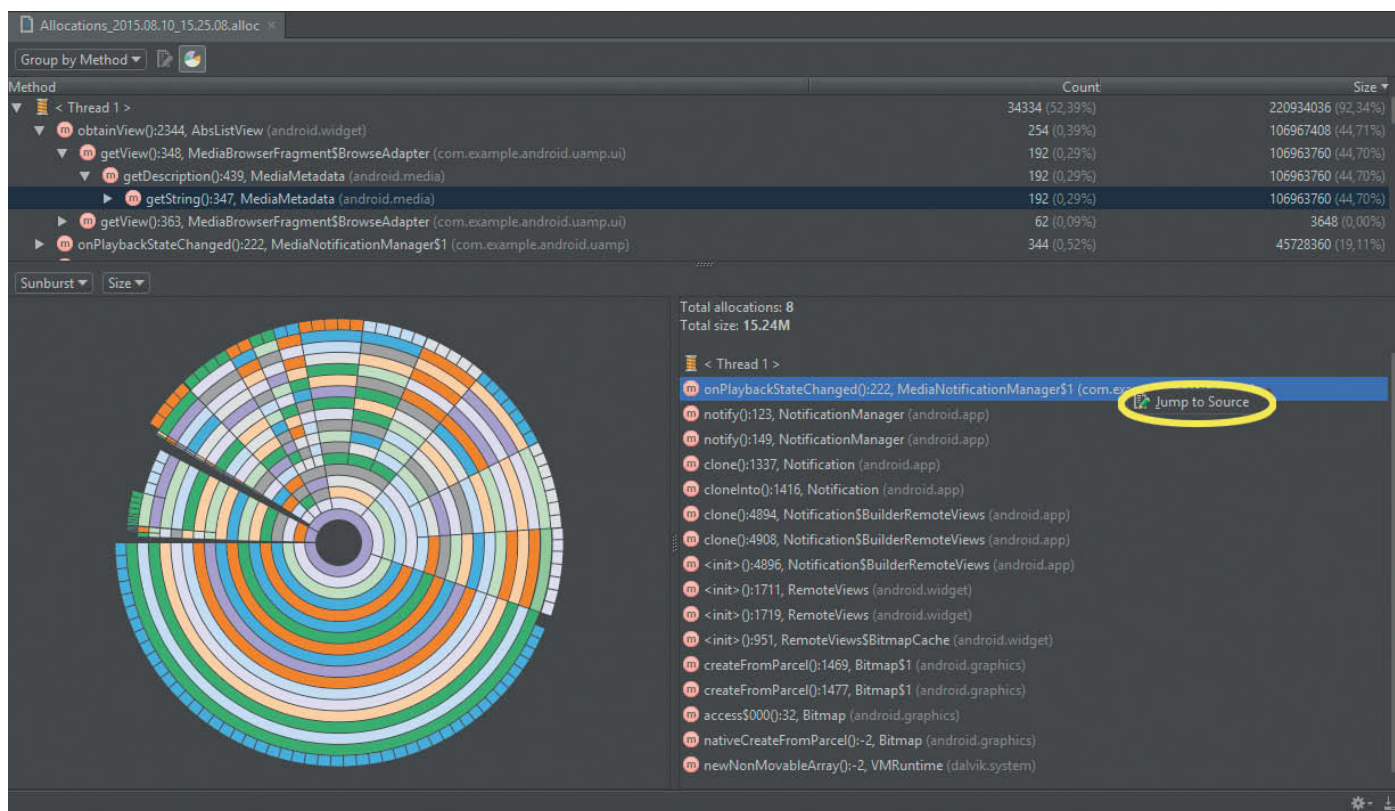 Allocations_2015.08.10_15.25.08.alloc
Group by Method
Method Count Size
< Thread 1 > 34334 (52,39%) 220934036 (92,34%)
obtainView():2344, AbsListView (android.widget) 254 (0,39%) 106967408 (44,71%)
getView():348, MediaBrowserFragment$BrowseAdapter (com.example.android.uamp.ui) 192 (0,29%) 106963760 (44,70%)
getDescription():439, MediaMetadata (android.media) 192 (0,29%) 106963760 (44,70%)
getString():347, MediaMetadata (android.media) 192 (0,29%) 106963760 (44,70%)
getView():363, MediaBrowserFragment$BrowseAdapter (com.example.android.uamp.ui) 62 (0,09%) 3648 (0,00%)
onPlaybackStateChanged():222, MediaNotificationManager$1 (com.example.android.uamp) 344 (0,52%) 45728360 (19,11%)
Sunburst Size
Total allocations: 8
Total size: 15.24M
< Thread 1 >
onPlaybackStateChanged():222, MediaNotificationManager$1
Jump to Source
notify():123, NotificationManager (android.app)
notify():149, NotificationManager (android.app)
clone():1337, Notification (android.app)
cloneInto():1416, Notification (android.app)
clone():4894, Notification$BuilderRemoteViews (android.app)
clone():4908, Notification$BuilderRemoteViews (android.app)
<init>():4896, Notification$BuilderRemoteViews (android.app)
<init>():1711, RemoteViews (android.widget)
<init>():1719, RemoteViews (android.widget)
<init>():951, RemoteViews$BitmapCache (android.widget)
createFromParcel():1469, Bitmap$1 (android.graphics)
createFromParcel():1477, Bitmap$1 (android.graphics)
access$000():32, Bitmap (android.graphics)
nativeCreateFromParcel():-2, Bitmap (android.graphics)
newNonMovableArray():-2, VMRuntime (dalvik.system)